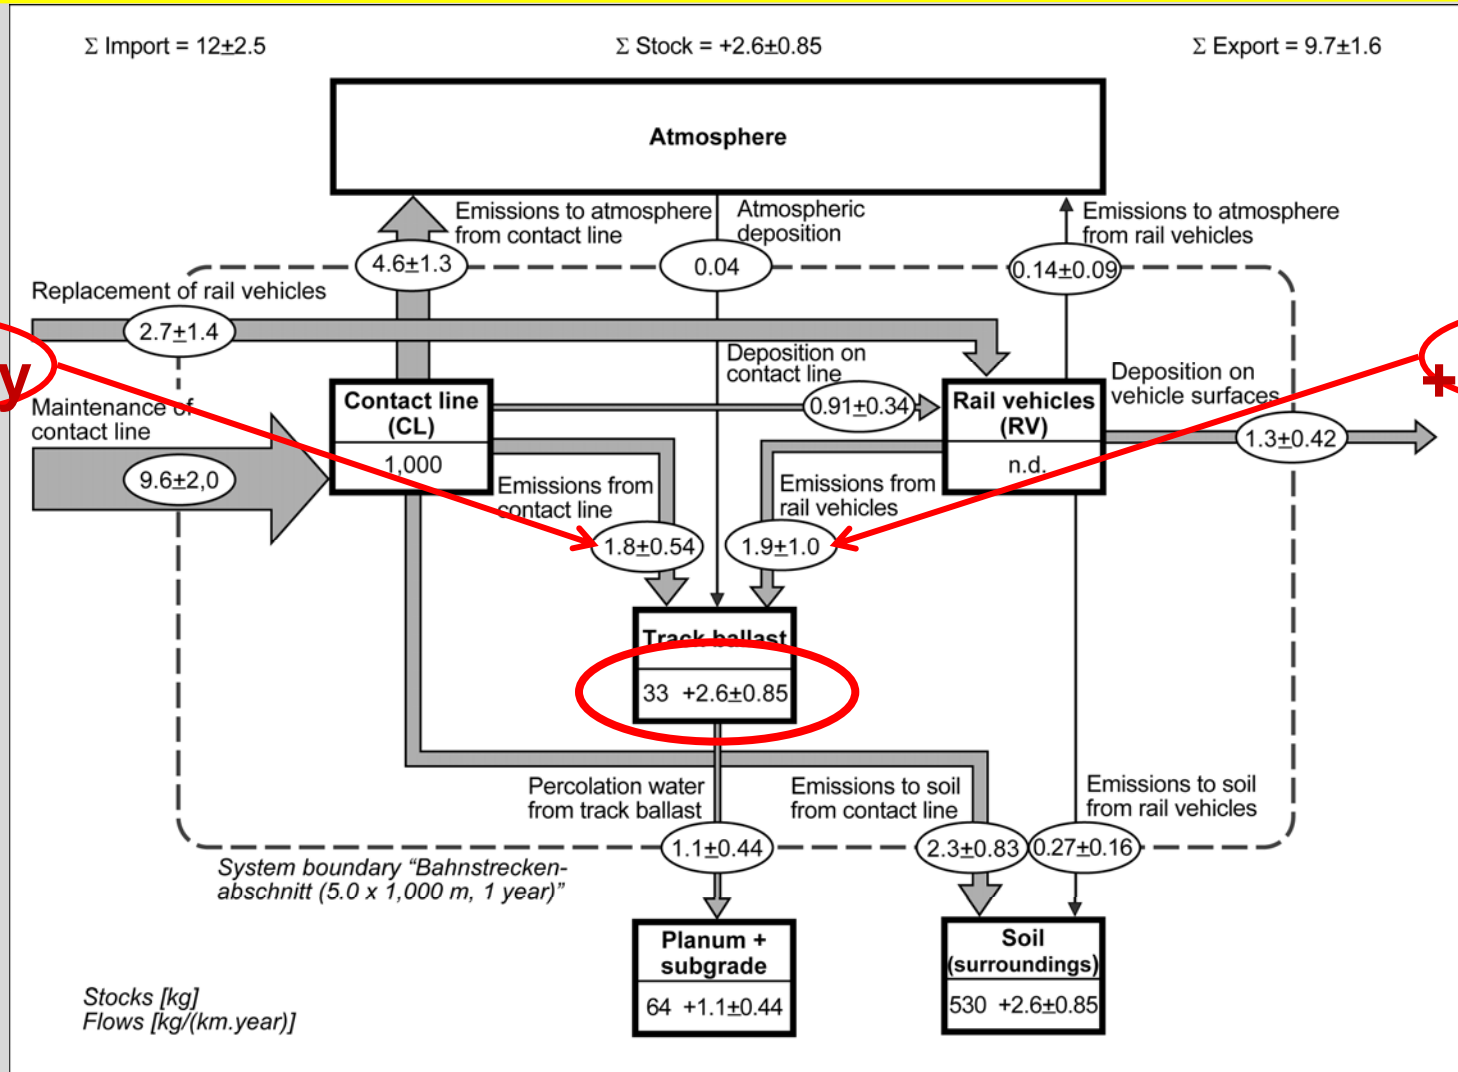 Σ Import = 12±2.5
Σ Stock = +2.6±0.85
Σ Export = 9.7±1.6
Atmosphere
Emissions to atmosphere
from contact line
Atmospheric
deposition
Emissions to atmosphere
from rail vehicles
4.6±1.3
0.04
0.14±0.09
Replacement of rail vehicles
2.7±1.4
y
+
Deposition on
contact line
Deposition on
vehicle surfaces
Maintenance of
contact line
Contact line
(CL)
1,000
0.91±0.34
Rail vehicles
(RV)
n.d.
1.3±0.42
9.6±2,0
Emissions from
contact line
Emissions from
rail vehicles
1.8±0.54
1.9±1.0
Track ballast
33 +2.6±0.85
Percolation water
from track ballast
Emissions to soil
from contact line
Emissions to soil
from rail vehicles
1.1±0.44
2.3±0.83
0.27±0.16
System boundary “Bahnstrecken-
abschnitt (5.0 x 1,000 m, 1 year)”
Planum +
subgrade
64 +1.1±0.44
Soil
(surroundings)
530 +2.6±0.85
Stocks [kg]
Flows [kg/(km.year)]